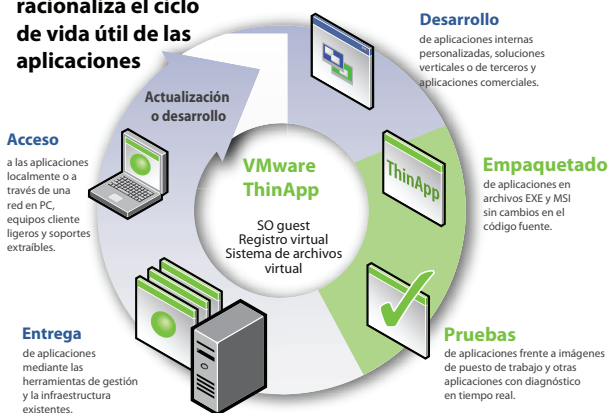 racionaliza el ciclo
de vida útil de las
aplicaciones
Desarrollo
de aplicaciones internas
personalizadas, soluciones
verticales o de terceros y
aplicaciones comerciales.
Actualización
o desarrollo
Acceso
a las aplicaciones
localmente o a
través de una
red en PC,
equipos cliente
ligeros y soportes
extraíbles.
VMware
ThinApp
SO guest
Registro virtual
Sistema de archivos
virtual
ThinApp
Empaquetado
de aplicaciones en
archivos EXE y MSI
sin cambios en el
código fuente.
Entrega
de aplicaciones
mediante las
herramientas de gestión
y la infraestructura
existentes.
Pruebas
de aplicaciones frente a imágenes
de puesto de trabajo y otras
aplicaciones con diagnóstico
en tiempo real.